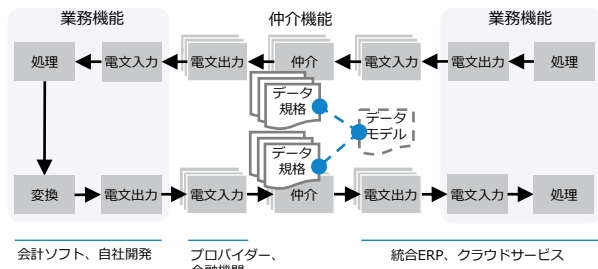 業務機能
仲介機能
業務機能
処理
電文入力
電文出力
仲介
電文入力
電文出力
処理
データ
規格
データ
モデル
データ
規格
変換
電文出力
電文入力
仲介
電文出力
電文入力
処理
会計ソフト、自社開発
プロバイダー、
金融機関
統合ERP、クラウドサービス